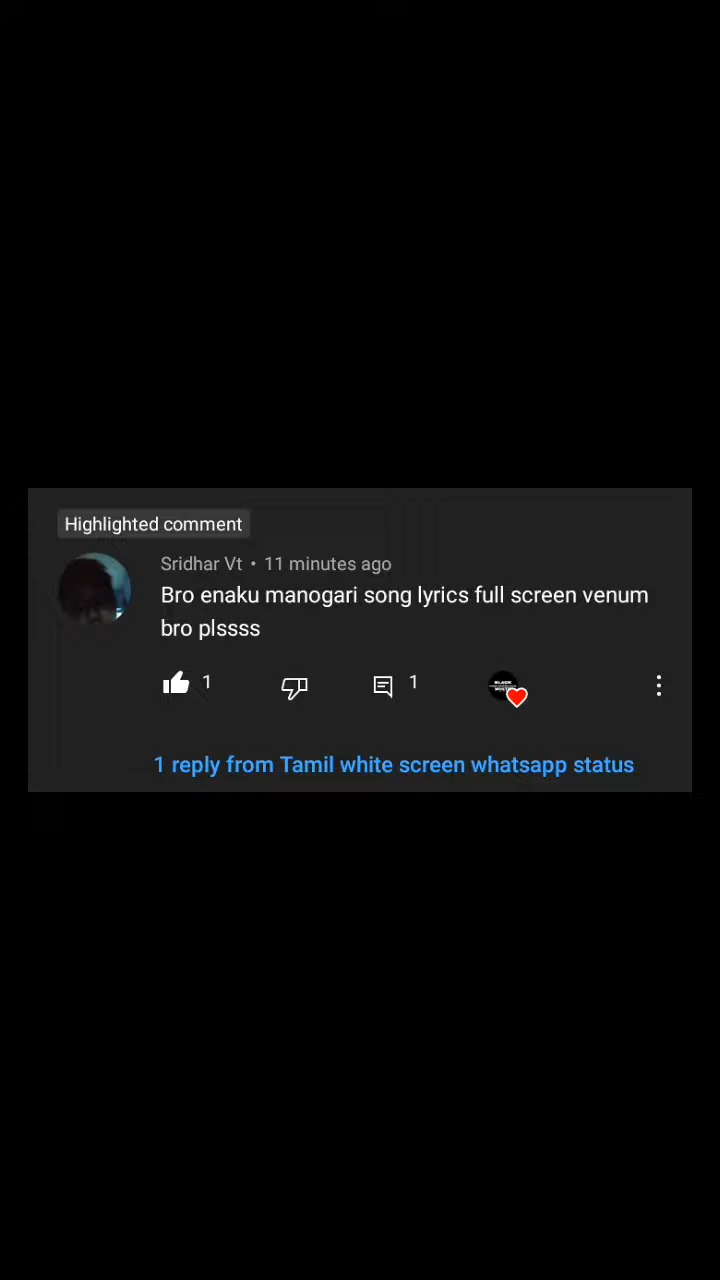 Highlighted comment
Sridhar Vt • 11 minutes ago
Bro enaku manogari song lyrics full screen venum
bro plssss
1 1
1 reply from Tamil white screen whatsapp status